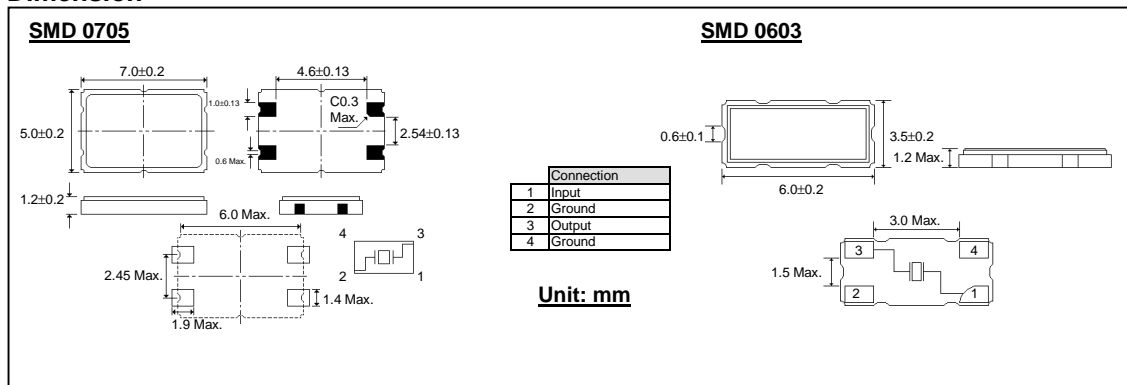 Dimension
SMD 0705
7.0±0.2
4.6±0.13
5.0±0.2
1.0±0.13
C0.3
Max.
2.54±0.13
0.6 Max.
1.2±0.2
6.0 Max.
2.45 Max.
1.4 Max.
1.9 Max.
4
3
2
1
Connection
1 Input
2 Ground
3 Output
4 Ground
Unit: mm
SMD 0603
0.6±0.1
3.5±0.2
1.2 Max.
6.0±0.2
3.0 Max.
1.5 Max.
3
4
2
1